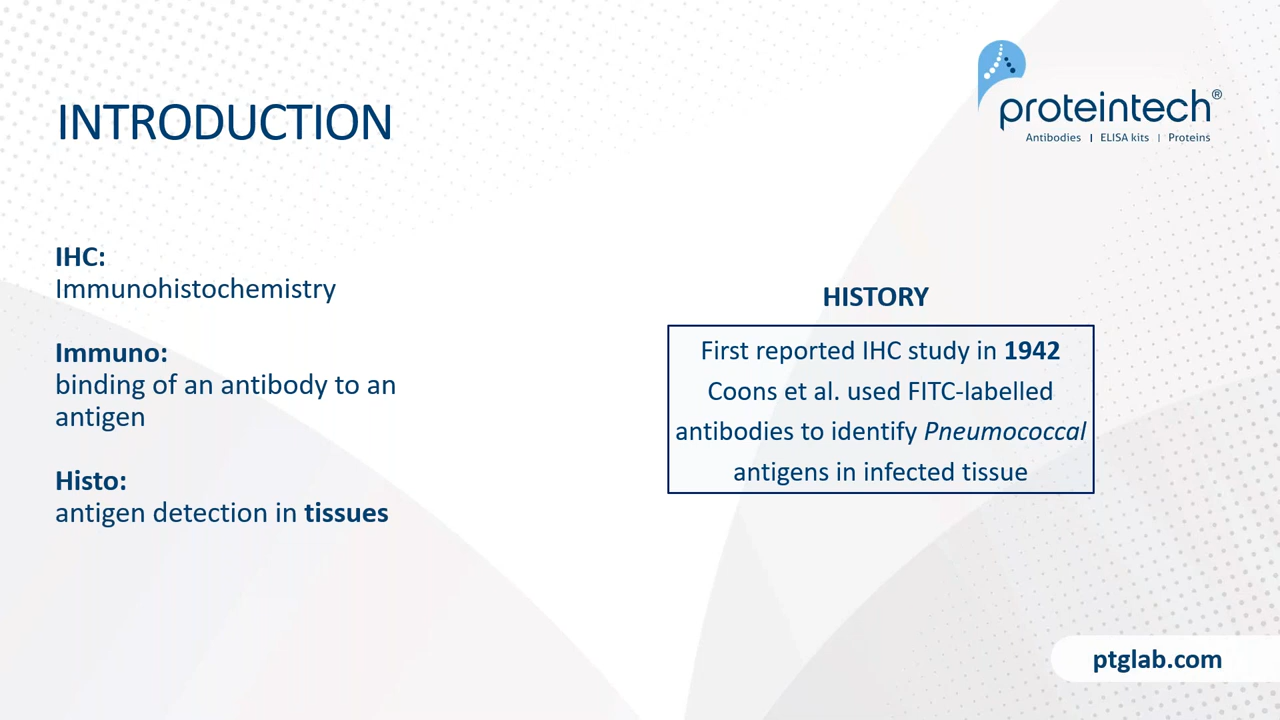 INTRODUCTION
proteintech®
Antibodies | ELISA kits | Proteins
IHC:
Immunohistochemistry
Immuno:
binding of an antibody to an
antigen
Histo:
antigen detection in tissues
HISTORY
First reported IHC study in 1942
Coons et al. used FITC-labelled
antibodies to identify Pneumococcal
antigens in infected tissue
ptglab.com